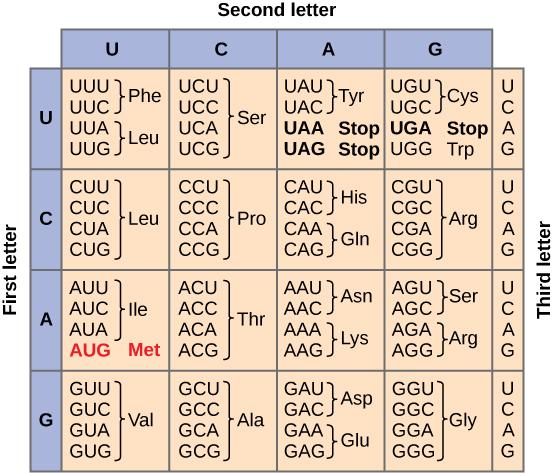 Second letter
U C A G
First letter
Third letter
U
UUU
UUC
Phe
UUA
UUG
Leu
UCU
UCC
UCA
UCG
Ser
UAU
UAC
Tyr
UAA Stop
UAG Stop
UGU
UGC
Cys
UGA Stop
UGG Trp
U
C
A
G
C
CUU
CUC
CUA
CUG
Leu
CCU
CCC
CCA
CCG
Pro
CAU
CAC
His
CAA
CAG
Gln
CGU
CGC
CGA
CGG
Arg
U
C
A
G
A
AUU
AUC
AUA
Ile
AUG Met
ACU
ACC
ACA
ACG
Thr
AAU
AAC
Asn
AAA
AAG
Lys
AGU
AGC
Ser
AGA
AGG
Arg
U
C
A
G
G
GUU
GUC
GUA
GUG
Val
GCU
GCC
GCA
GCG
Ala
GAU
GAC
Asp
GAA
GAG
Glu
GGU
GGC
GGA
GGG
Gly
U
C
A
G